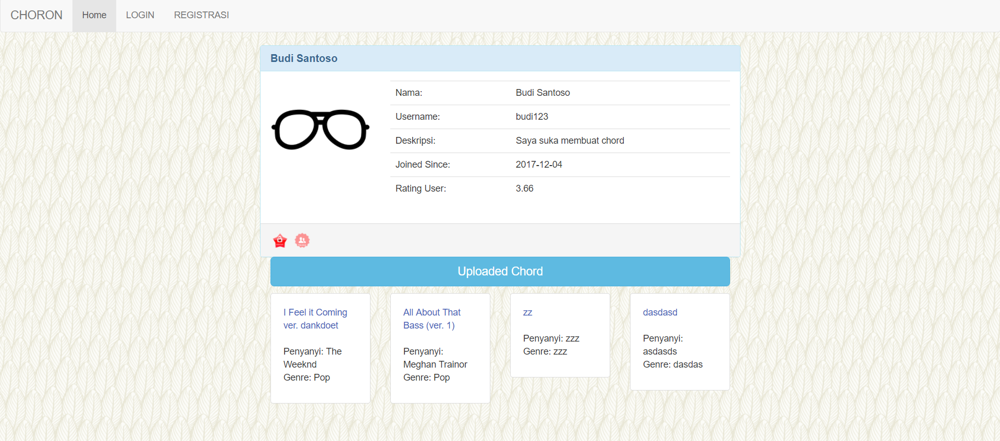 CHORON Home LOGIN REGISTRASI
Budi Santoso
Nama: Budi Santoso
Username: budi123
Deskripsi: Saya suka membuat chord
Joined Since: 2017-12-04
Rating User: 3.66
Uploaded Chord
I Feel it Coming
ver. dankdoet
Penyanyi: The
Weeknd
Genre: Pop
All About That
Bass (ver. 1)
Penyanyi:
Meghan Trainor
Genre: Pop
zz
Penyanyi: zzz
Genre: zzz
dasdasd
Penyanyi:
asdasds
Genre: dasdas